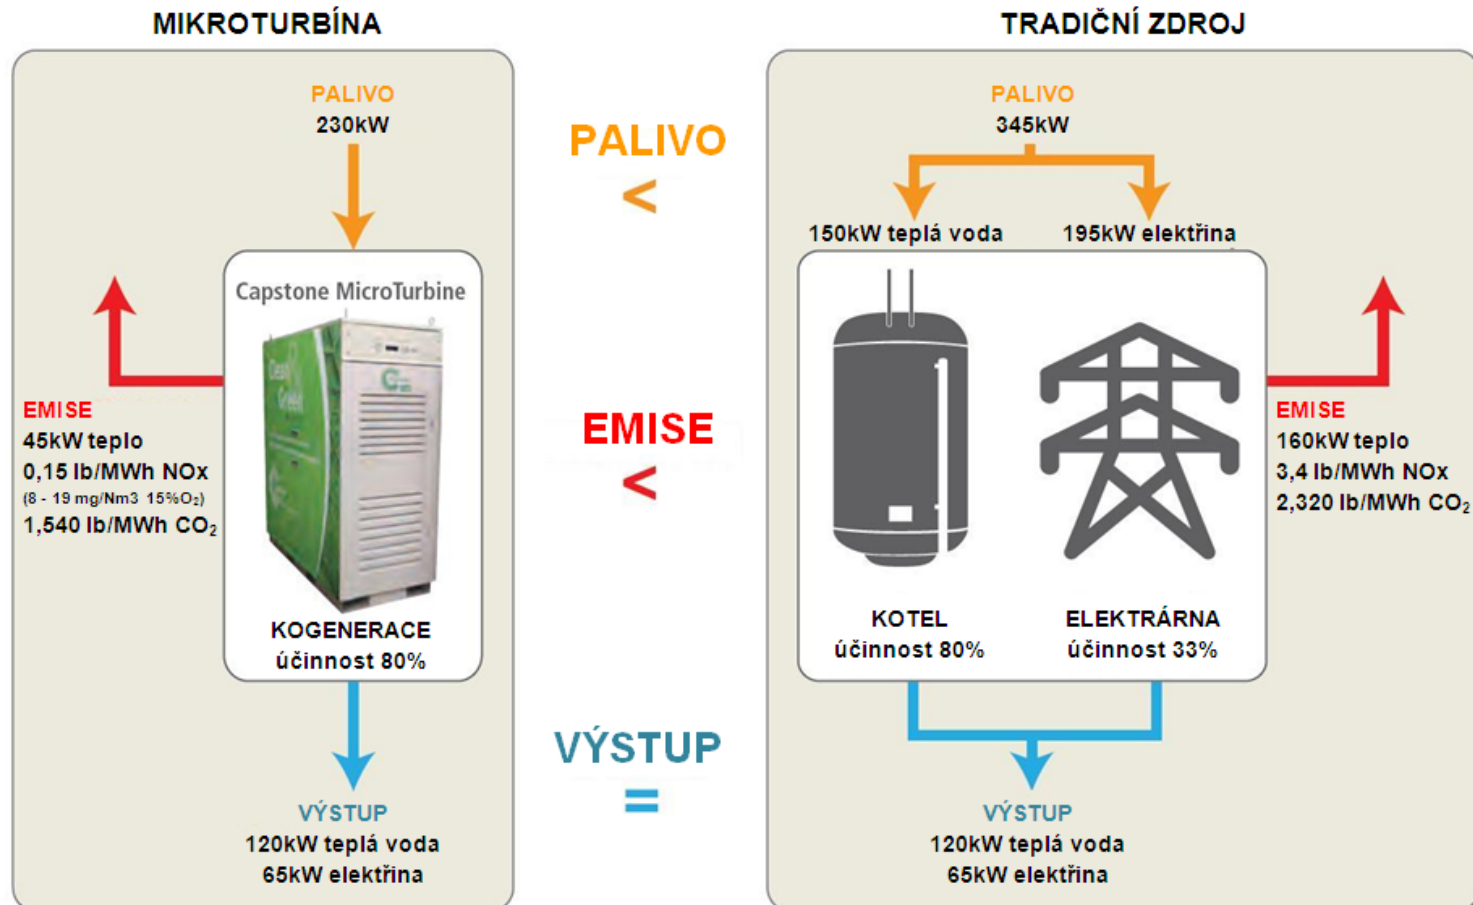 MIKROTURBÍNA
PALIVO
230kW
Capstone MicroTurbine
Clean
Green
EMISE
45kW teplo
0,15 lb/MWh NOx
(8 - 19 mg/Nm3 15%O₂)
1,540 lb/MWh CO₂
KOGENERACE
účinnost 80%
VÝSTUP
120kW teplá voda
65kW elektřina
PALIVO
<
EMISE
<
VÝSTUP
=
TRADIČNÍ ZDROJ
PALIVO
345kW
150kW teplá voda
195kW elektřina
KOTEL
účinnost 80%
ELEKTRÁRNA
účinnost 33%
EMISE
160kW teplo
3,4 lb/MWh NOx
2,320 lb/MWh CO₂
VÝSTUP
120kW teplá voda
65kW elektřina